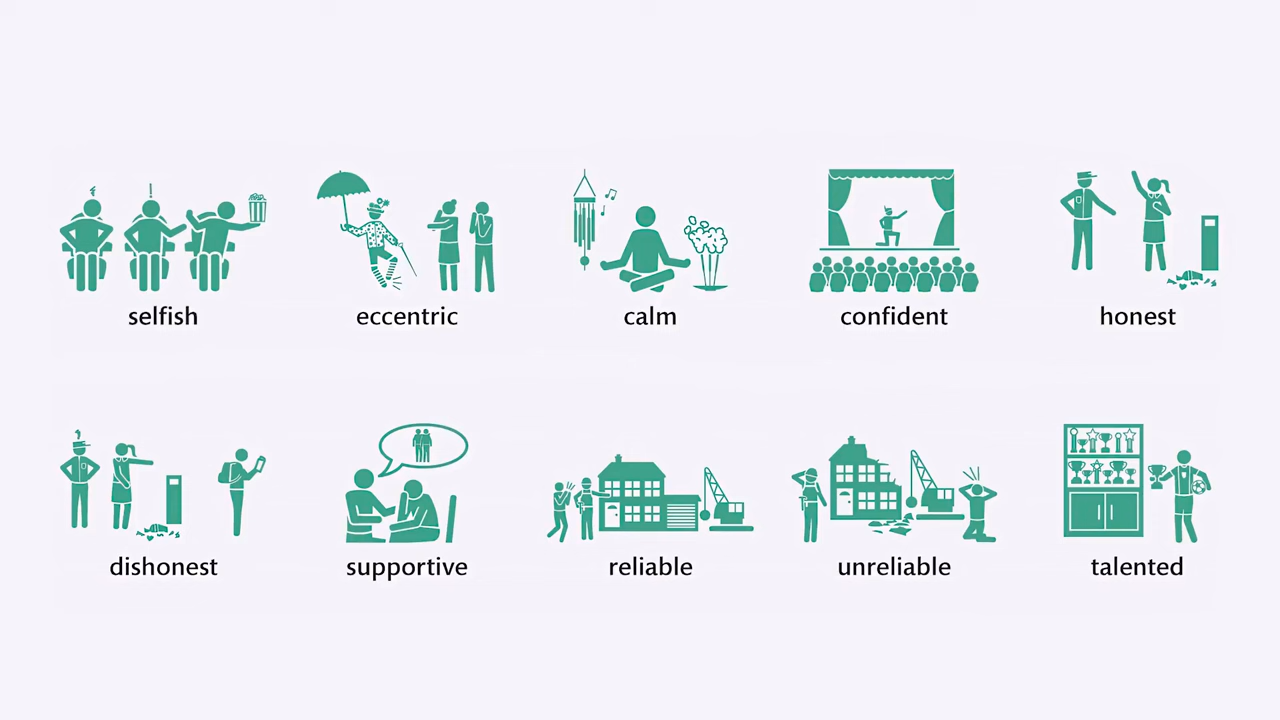 selfish
eccentric
calm
confident
honest
dishonest
supportive
reliable
unreliable
talented